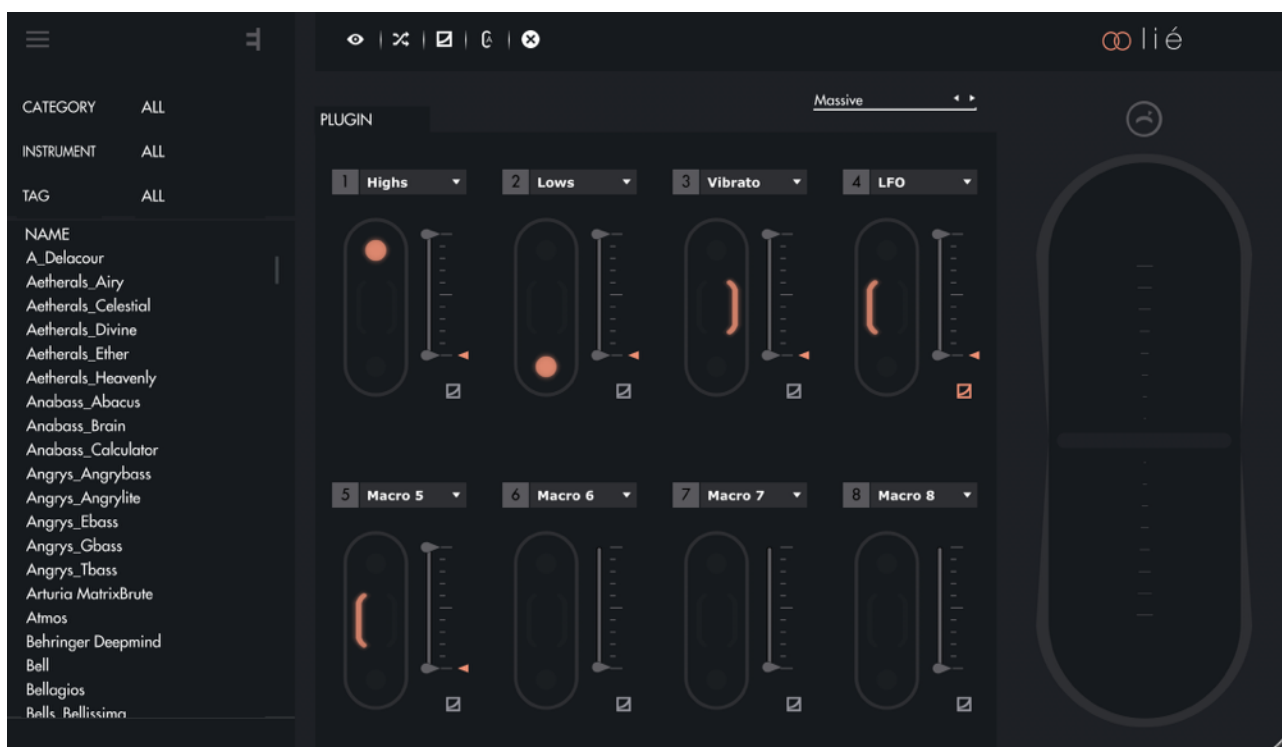 lié
CATEGORY ALL
INSTRUMENT ALL
TAG ALL
NAME
A_Delacour
Aetherals_Airy
Aetherals_Celestial
Aetherals_Divine
Aetherals_Ether
Aetherals_Heavenly
Anabass_Abacus
Anabass_Brain
Anabass_Calculator
Angrys_Angrybass
Angrys_Angrylite
Angrys_Ebass
Angrys_Gbass
Angrys_Tbass
Arturia MatrixBrute
Atmos
Behringer Deepmind
Bell
Bellagios
Bells_Bellissima
Massive
PLUGIN
1 Highs
2 Lows
3 Vibrato
4 LFO
5 Macro 5
6 Macro 6
7 Macro 7
8 Macro 8